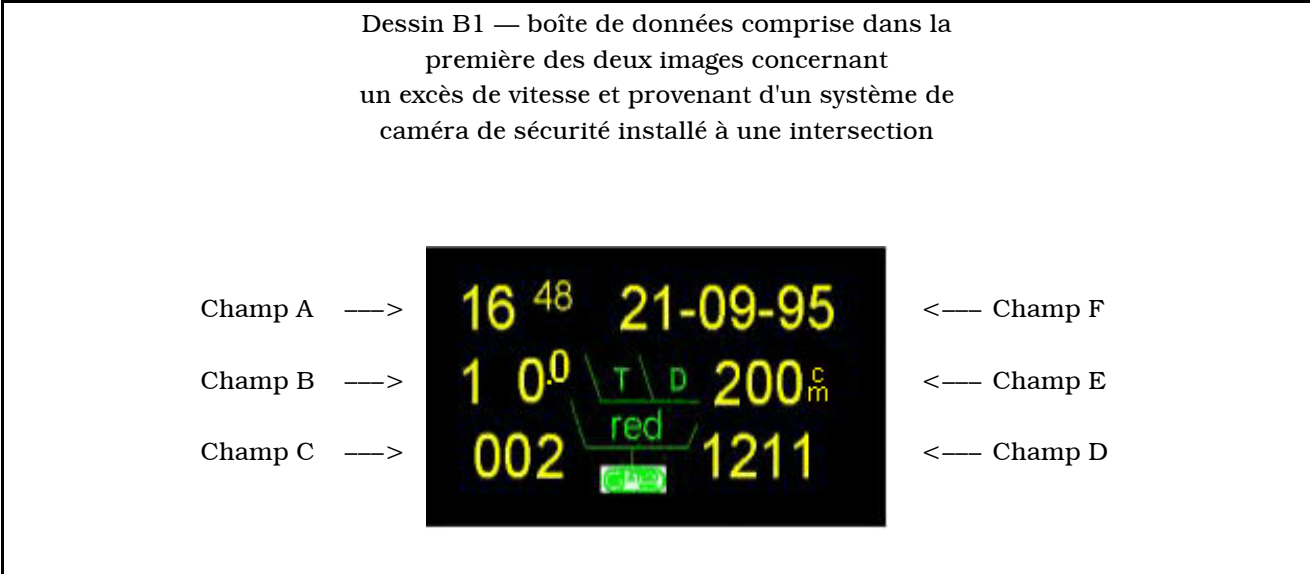 Dessin B1 — boîte de données comprise dans la
première des deux images concernant
un excès de vitesse et provenant d'un système de
caméra de sécurité installé à une intersection
Champ A –––> 16 48 21-09-95 <––– Champ F
Champ B –––> 1 0.0 T D 200 cm <––– Champ E
red
Champ C –––> 002 1211 <––– Champ D